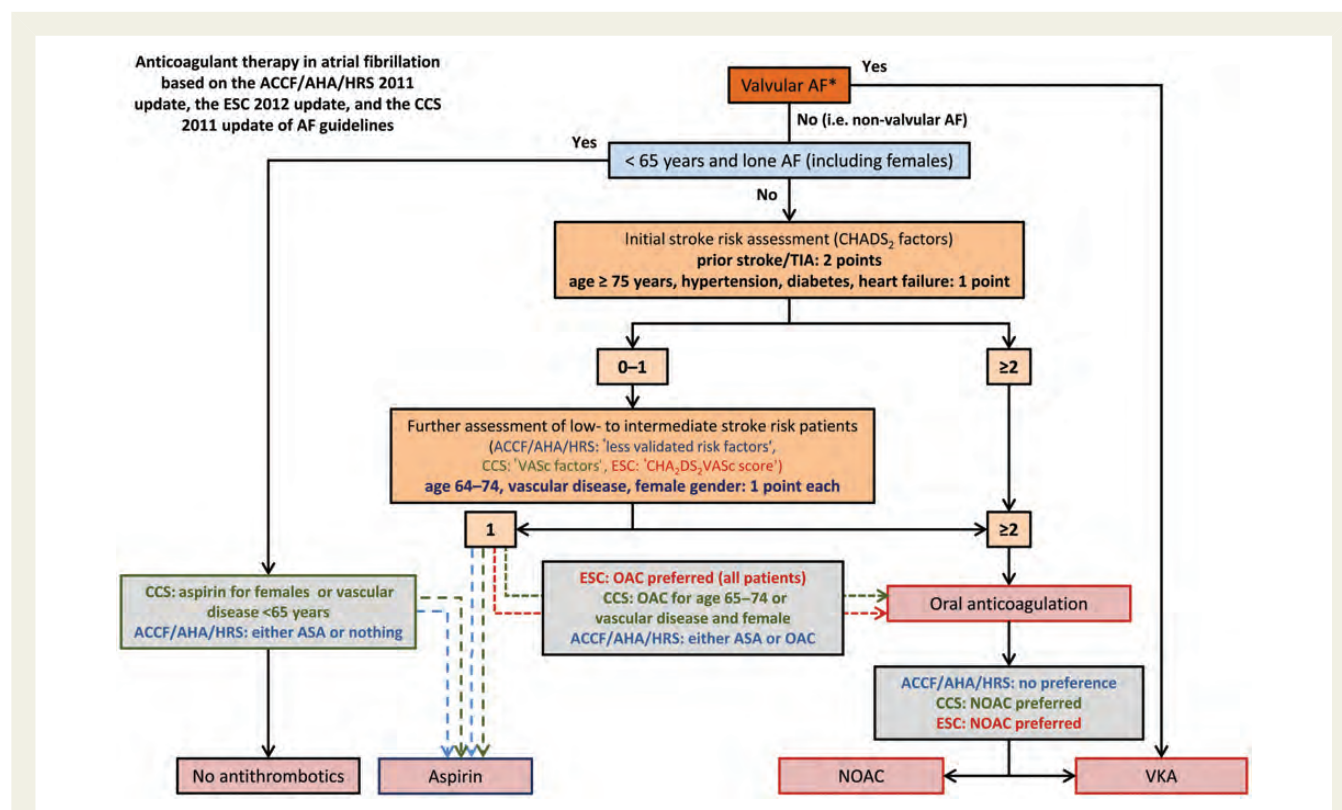 Anticoagulant therapy in atrial fibrillation
based on the ACCF/AHA/HRS 2011
update, the ESC 2012 update, and the CCS
2011 update of AF guidelines
Valvular AF*
Yes
No (i.e. non-valvular AF)
Yes
< 65 years and lone AF (including females)
No
Initial stroke risk assessment (CHADS₂ factors)
prior stroke/TIA: 2 points
age ≥ 75 years, hypertension, diabetes, heart failure: 1 point
0–1
≥2
Further assessment of low- to intermediate stroke risk patients
(ACCF/AHA/HRS: ‘less validated risk factors’,
CCS: ‘VASc factors’, ESC: ‘CHA₂DS₂VASc score’)
age 64–74, vascular disease, female gender: 1 point each
1
≥2
CCS: aspirin for females or vascular
disease <65 years
ACCF/AHA/HRS: either ASA or nothing
ESC: OAC preferred (all patients)
CCS: OAC for age 65–74 or
vascular disease and female
ACCF/AHA/HRS: either ASA or OAC
Oral anticoagulation
ACCF/AHA/HRS: no preference
CCS: NOAC preferred
ESC: NOAC preferred
No antithrombotics
Aspirin
NOAC
VKA